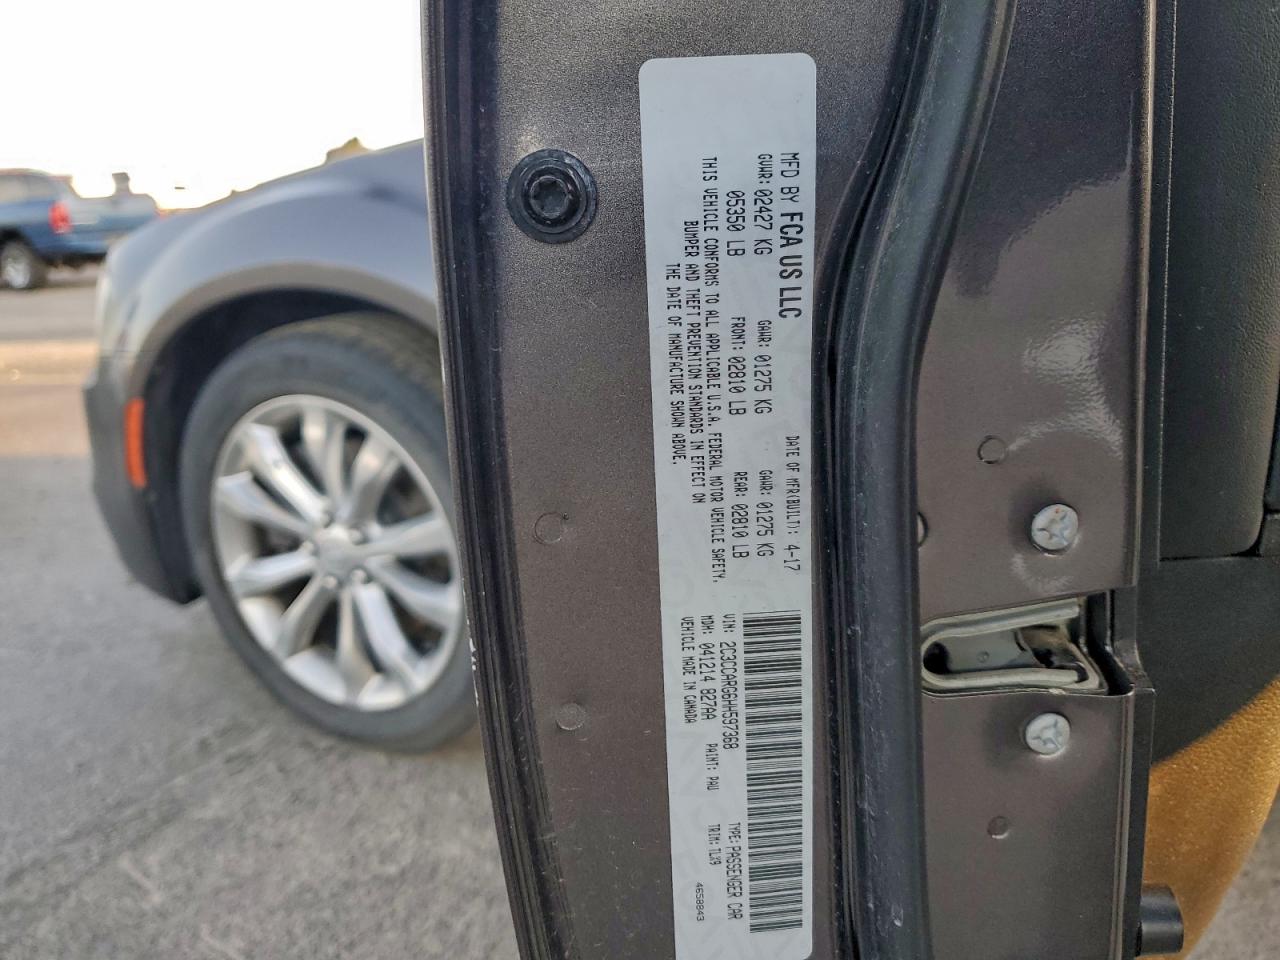 MFD BY FCA US LLC
DATE OF MFR(BUILT): 4-17
GVWR: 02427 KG GAWR: 01275 KG GAWR: 01275 KG
05350 LB FRONT: 02810 LB REAR: 02810 LB
THIS VEHICLE CONFORMS TO ALL APPLICABLE U.S.A. FEDERAL MOTOR VEHICLE SAFETY,
BUMPER AND THEFT PREVENTION STANDARDS IN EFFECT ON
THE DATE OF MANUFACTURE SHOWN ABOVE.
VIN: 2C3CCARG6HH597368 TYPE: PASSENGER CAR
MDH: 041214 827AA PAINT: PAU TRIM: TLX9
VEHICLE MADE IN CANADA 4658843